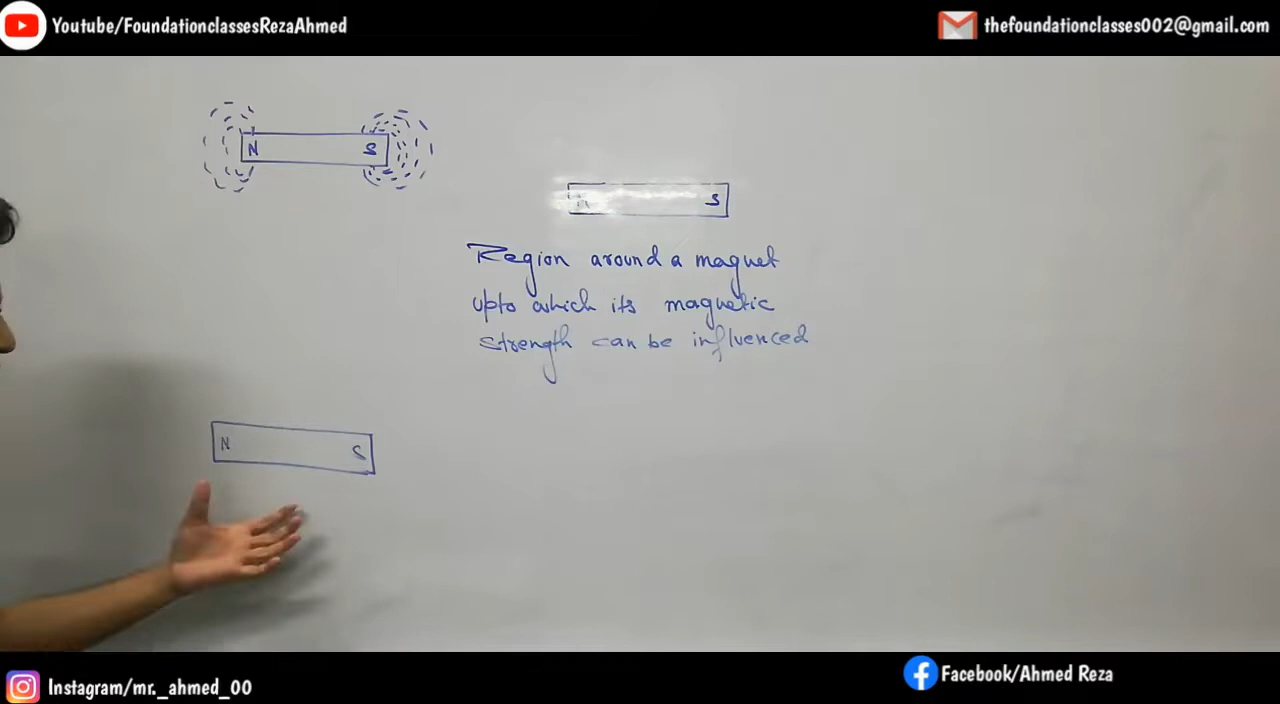 Youtube/FoundationclassesRezaAhmed
thefoundationclasses002@gmail.com
N S
S
Region around a magnet
upto which its magnetic
strength can be influenced
N S
Instagram/mr._ahmed_00
Facebook/Ahmed Reza